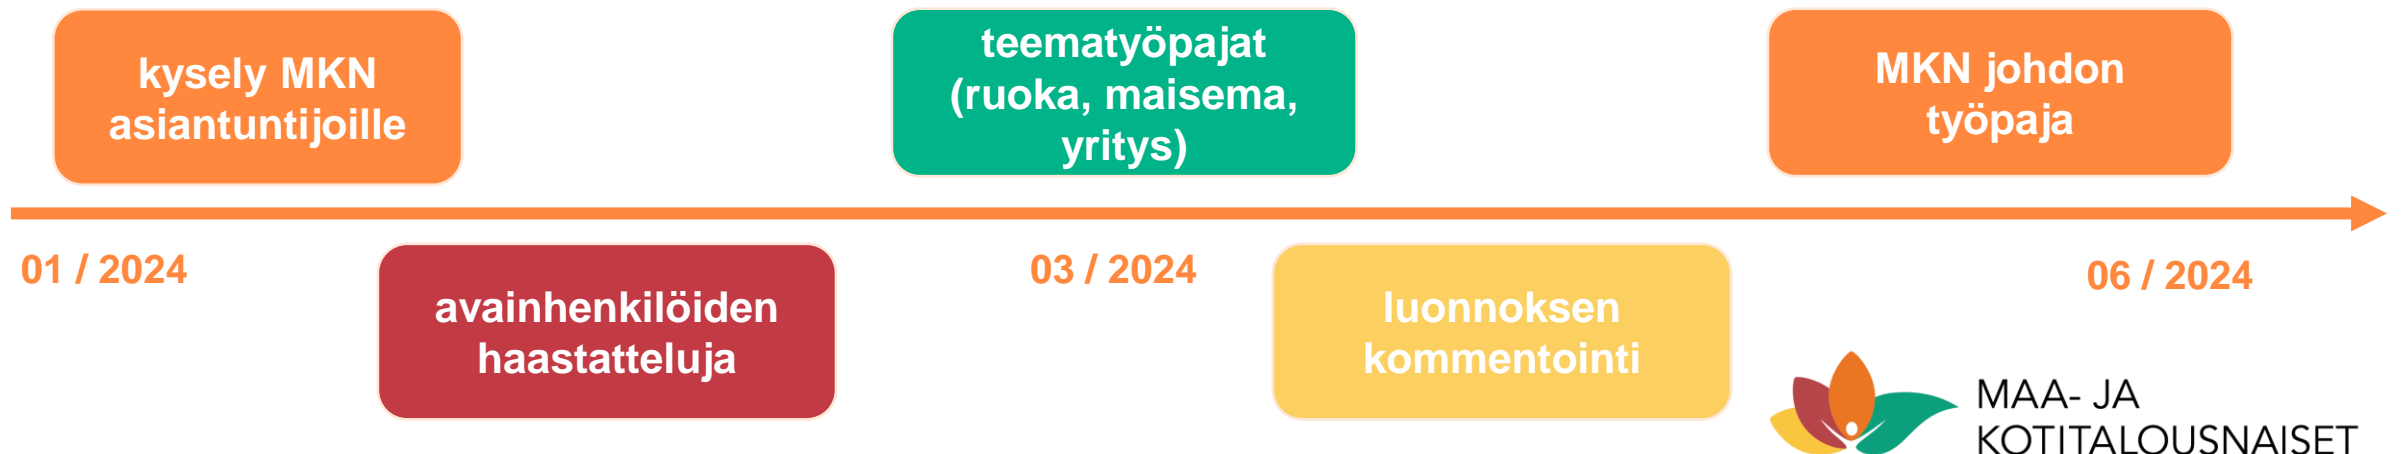 kysely MKN
asiantuntijoille
teematyöpajat
(ruoka, maisema,
yritys)
MKN johdon
työpaja
01 / 2024
03 / 2024
06 / 2024
avainhenkilöiden
haastatteluja
luonnoksen
kommentointi
MAA- JA
KOTITALOUSNAISET